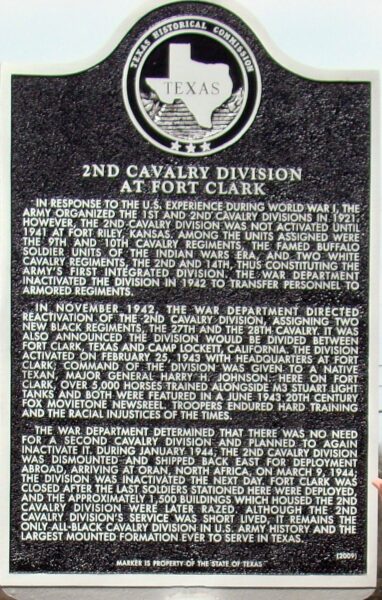 TEXAS HISTORICAL COMMISSION
TEXAS
2ND CAVALRY DIVISION
AT FORT CLARK
IN RESPONSE TO THE U.S. EXPERIENCE DURING WORLD WAR I, THE
ARMY ORGANIZED THE 1ST AND 2ND CAVALRY DIVISIONS IN 1921.
HOWEVER, THE 2ND CAVALRY DIVISION WAS NOT ACTIVATED UNTIL
1941 AT FORT RILEY, KANSAS. AMONG THE UNITS ASSIGNED WERE
THE 9TH AND 10TH CAVALRY REGIMENTS, THE FAMED BUFFALO
SOLDIER UNITS OF THE INDIAN WARS ERA, AND TWO WHITE
CAVALRY REGIMENTS, THE 2ND AND 14TH, THUS CONSTITUTING THE
ARMY'S FIRST INTEGRATED DIVISION. THE WAR DEPARTMENT
INACTIVATED THE DIVISION IN 1942 TO TRANSFER PERSONNEL TO
ARMORED REGIMENTS.
IN NOVEMBER 1942, THE WAR DEPARTMENT DIRECTED
REACTIVATION OF THE 2ND CAVALRY DIVISION, ASSIGNING TWO
NEW BLACK REGIMENTS, THE 27TH AND THE 28TH CAVALRY. IT WAS
ALSO ANNOUNCED THE DIVISION WOULD BE DIVIDED BETWEEN
FORT CLARK, TEXAS AND CAMP LOCKETT, CALIFORNIA. THE DIVISION
ACTIVATED ON FEBRUARY 25, 1943 WITH HEADQUARTERS AT FORT
CLARK; COMMAND OF THE DIVISION WAS GIVEN TO A NATIVE
TEXAN, MAJOR GENERAL HARRY H. JOHNSON. HERE ON FORT
CLARK, OVER 5,000 HORSES TRAINED ALONGSIDE M3 STUART LIGHT
TANKS AND BOTH WERE FEATURED IN A JUNE 1943 20TH CENTURY
FOX MOVIETONE NEWSREEL. TROOPERS ENDURED HARD TRAINING
AND THE RACIAL INJUSTICES OF THE TIMES.
THE WAR DEPARTMENT DETERMINED THAT THERE WAS NO NEED
FOR A SECOND CAVALRY DIVISION AND PLANNED TO AGAIN
INACTIVATE IT. DURING JANUARY 1944, THE 2ND CAVALRY DIVISION
WAS DISMOUNTED AND SHIPPED BACK EAST FOR DEPLOYMENT
ABROAD, ARRIVING AT ORAN, NORTH AFRICA, ON MARCH 9, 1944.
THE DIVISION WAS INACTIVATED THE NEXT DAY. FORT CLARK WAS
CLOSED AFTER THE LAST SOLDIERS STATIONED HERE WERE DEPLOYED,
AND THE APPROXIMATELY 1,500 BUILDINGS WHICH HOUSED THE 2ND
CAVALRY DIVISION WERE LATER RAZED. ALTHOUGH THE 2ND
CAVALRY DIVISION'S SERVICE WAS SHORT LIVED, IT REMAINS THE
ONLY ALL-BLACK CAVALRY DIVISION IN U.S. ARMY HISTORY AND THE
LARGEST MOUNTED FORMATION EVER TO SERVE IN TEXAS.
(2009)
MARKER IS PROPERTY OF THE STATE OF TEXAS